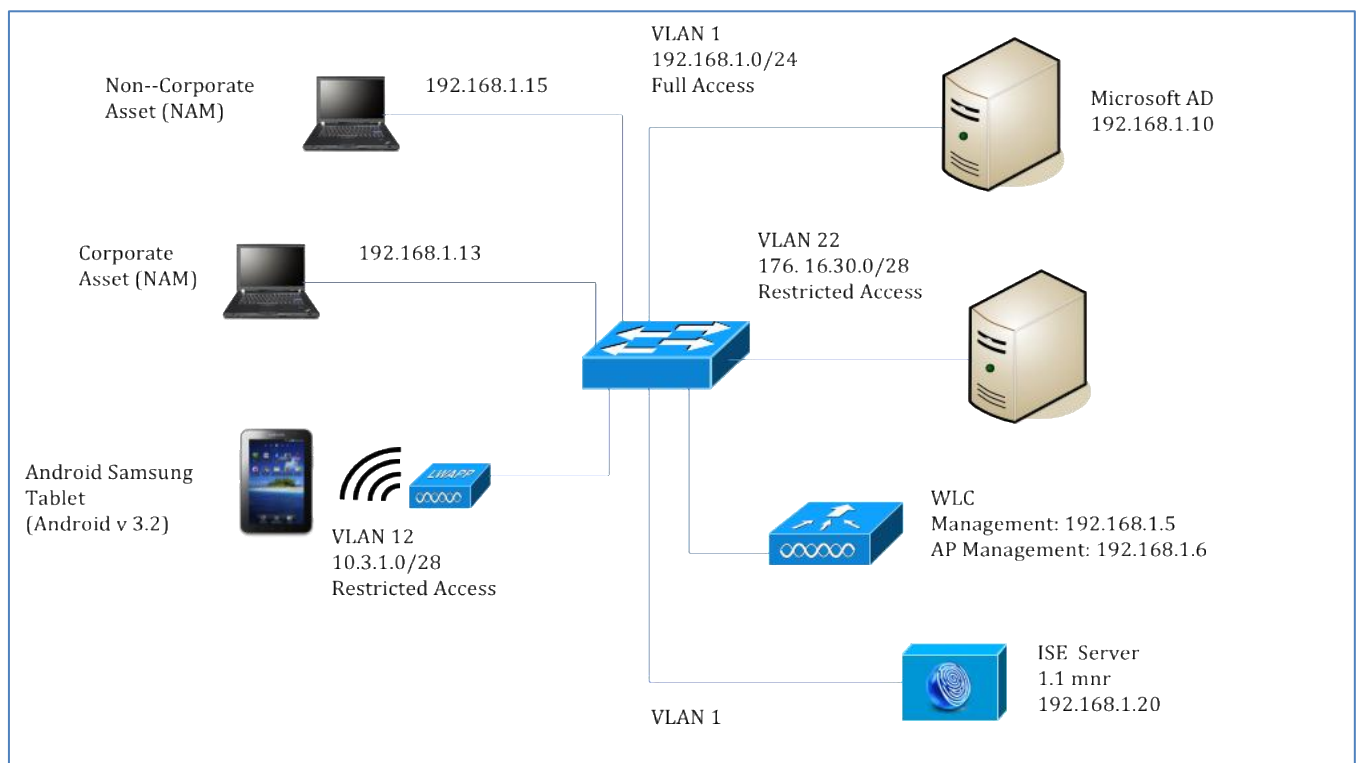 VLAN 1
192.168.1.0/24
Full Access
Non--Corporate
Asset (NAM)
192.168.1.15
Microsoft AD
192.168.1.10
Corporate
Asset (NAM)
192.168.1.13
VLAN 22
176. 16.30.0/28
Restricted Access
Android Samsung
Tablet
(Android v 3.2)
LWAPP
VLAN 12
10.3.1.0/28
Restricted Access
WLC
Management: 192.168.1.5
AP Management: 192.168.1.6
ISE Server
1.1 mnr
192.168.1.20
VLAN 1